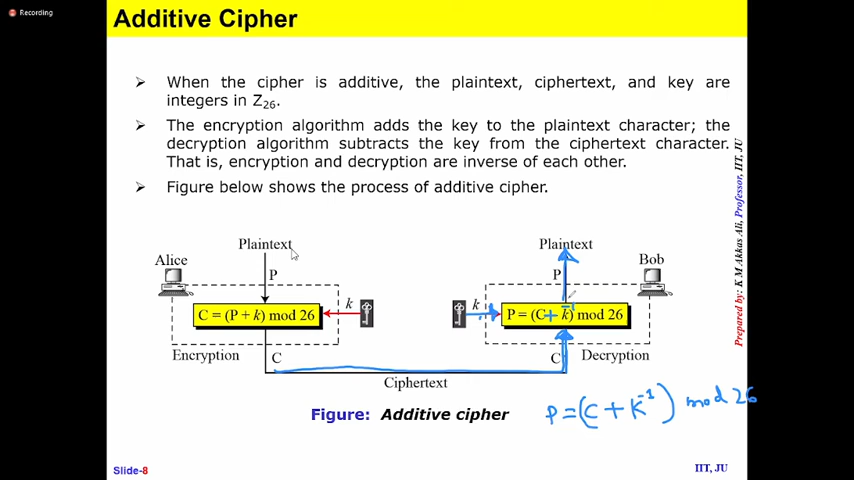 Recording
Additive Cipher
➢ When the cipher is additive, the plaintext, ciphertext, and key are
integers in Z26.
➢ The encryption algorithm adds the key to the plaintext character; the
decryption algorithm subtracts the key from the ciphertext character.
That is, encryption and decryption are inverse of each other.
➢ Figure below shows the process of additive cipher.
Plaintext
Plaintext
Alice
Bob
P
P
k
k
C = (P + k) mod 26
P = (C + k⁻¹) mod 26
Encryption
C
C
Decryption
Ciphertext
Figure: Additive cipher
P = (C + K⁻¹) mod 26
Prepared by: K M Akkas Ali, Professor, IIT, JU
Slide-8
IIT, JU